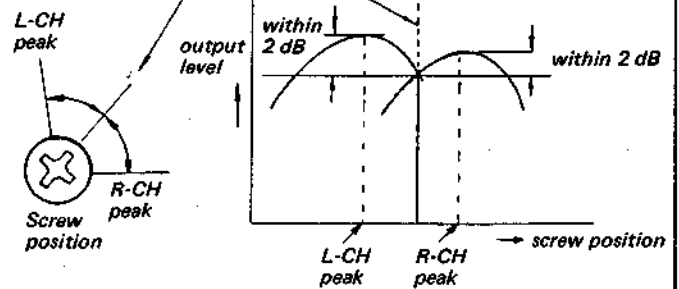 L-CH
peak
R-CH
peak
Screw
position
output
level
within
2 dB
within 2 dB
L-CH
peak
R-CH
peak
screw position